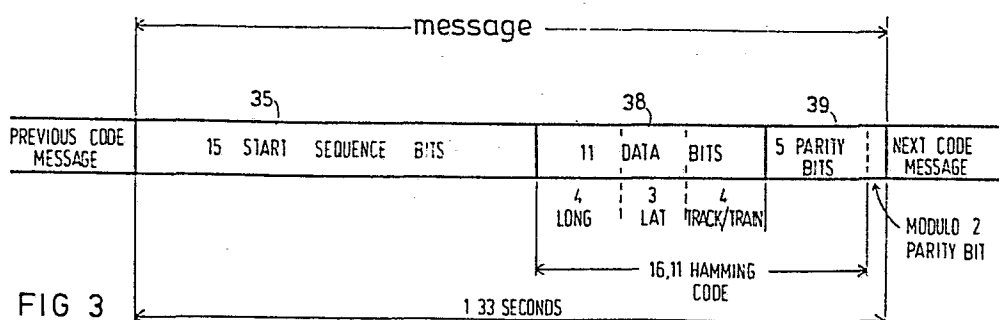 message
35
38
39
PREVIOUS CODE
MESSAGE
15 START SEQUENCE BITS
11 DATA BITS
5 PARITY
BITS
NEXT CODE
MESSAGE
4
LONG
3
LAT
4
TRACK/TRAIN
MODULO 2
PARITY BIT
16,11 HAMMING
CODE
FIG 3
1 33 SECONDS